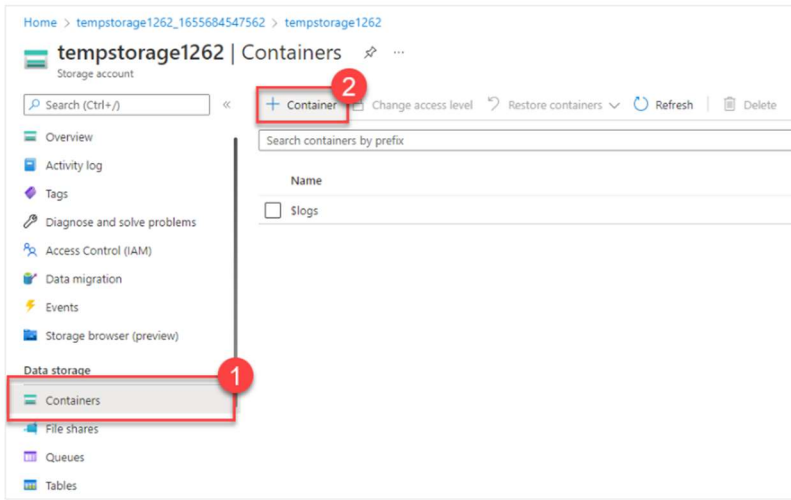 Home > tempstorage1262_1655684547562 > tempstorage1262
tempstorage1262 | Containers ...
Storage account
Search (Ctrl+/) «
+ Container Change access level Restore containers Refresh Delete
2
Search containers by prefix
Name
$logs
Overview
Activity log
Tags
Diagnose and solve problems
Access Control (IAM)
Data migration
Events
Storage browser (preview)
Data storage
1
Containers
File shares
Queues
Tables